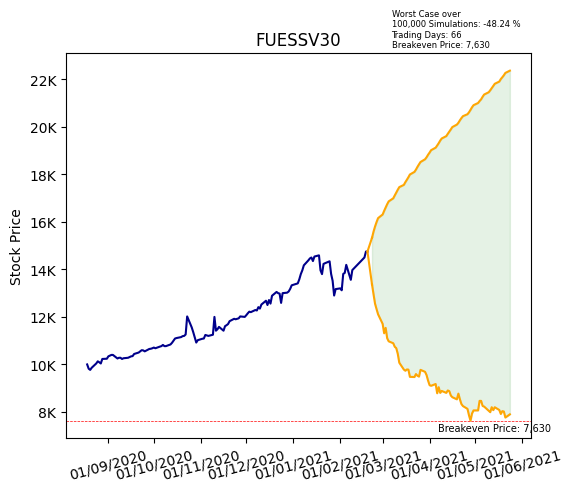 Worst Case over
100,000 Simulations: -48.24 %
Trading Days: 66
Breakeven Price: 7,630
FUESSV30
Stock Price
22K
20K
18K
16K
14K
12K
10K
8K
Breakeven Price: 7,630
01/09/2020
01/10/2020
01/11/2020
01/12/2020
01/01/2021
01/02/2021
01/03/2021
01/04/2021
01/05/2021
01/06/2021